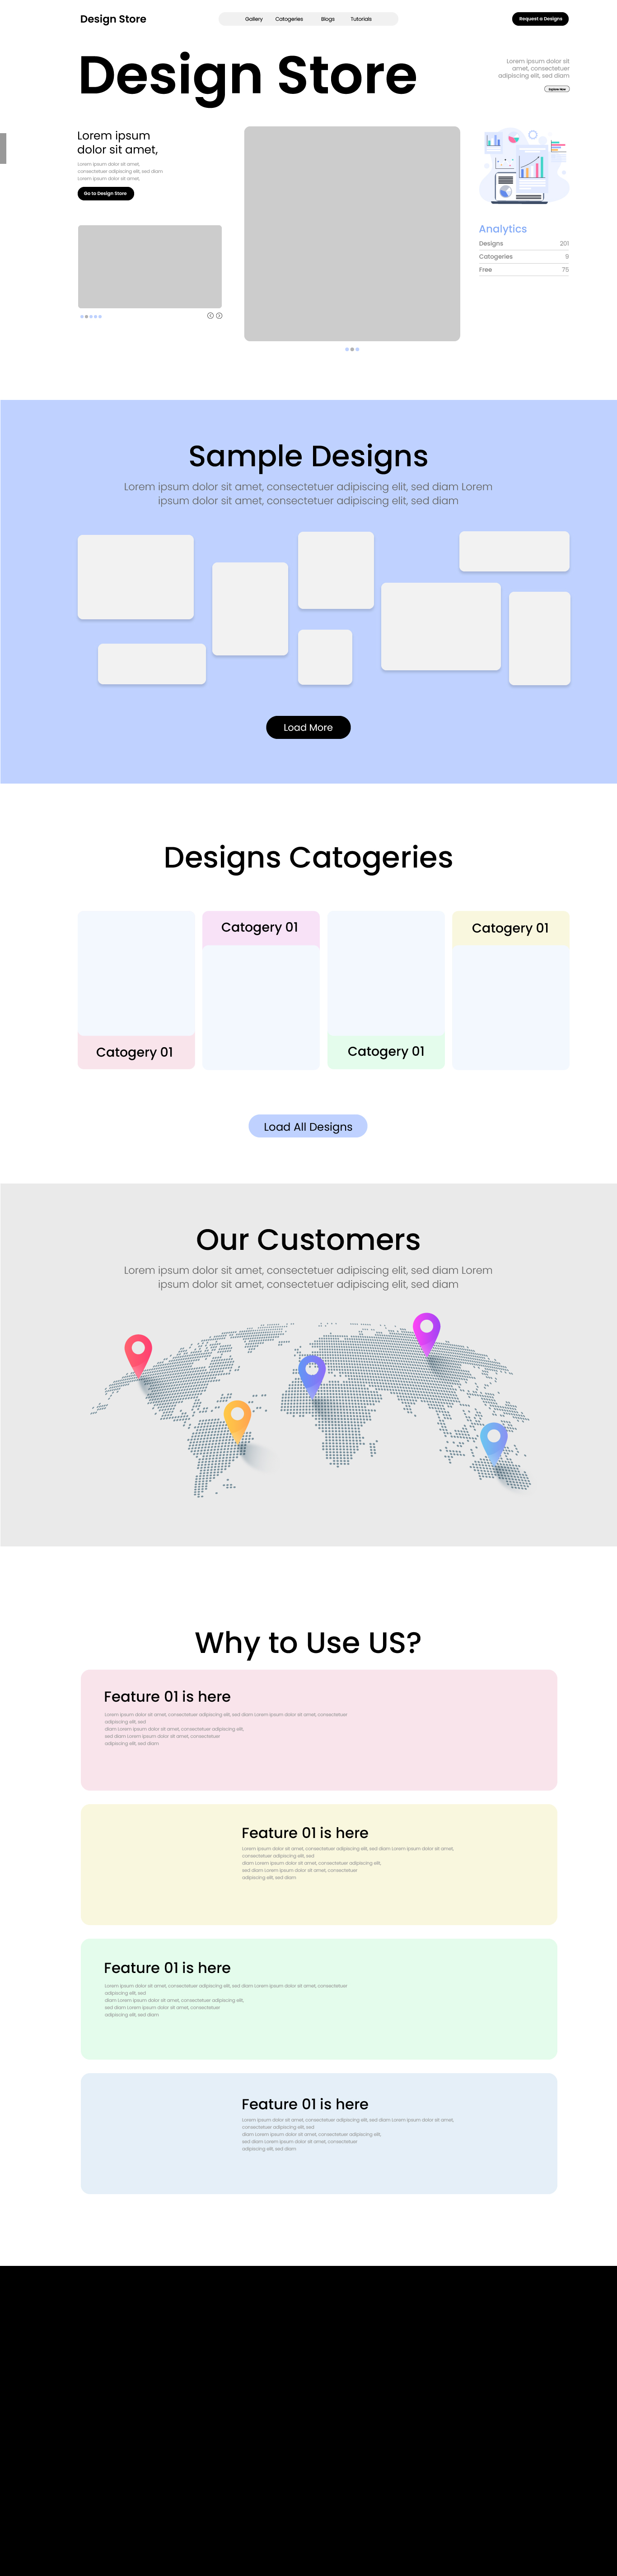 Design Store
Gallery Catogeries Blogs Tutorials
Request a Designs
Design Store
Lorem ipsum dolor sit
amet, consectetuer
adipiscing elit, sed diam
Explore Now
Lorem ipsum
dolor sit amet,
Lorem ipsum dolor sit amet,
consectetuer adipiscing elit, sed diam
Lorem ipsum dolor sit amet,
Go to Design Store
Analytics
Designs 201
Catogeries 9
Free 75
Sample Designs
Lorem ipsum dolor sit amet, consectetuer adipiscing elit, sed diam Lorem
ipsum dolor sit amet, consectetuer adipiscing elit, sed diam
Load More
Designs Catogeries
Catogery 01
Catogery 01
Catogery 01
Catogery 01
Load All Designs
Our Customers
Lorem ipsum dolor sit amet, consectetuer adipiscing elit, sed diam Lorem
ipsum dolor sit amet, consectetuer adipiscing elit, sed diam
Why to Use US?
Feature 01 is here
Lorem ipsum dolor sit amet, consectetuer adipiscing elit, sed diam Lorem ipsum dolor sit amet, consectetuer
adipiscing elit, sed
diam Lorem ipsum dolor sit amet, consectetuer adipiscing elit,
sed diam Lorem ipsum dolor sit amet, consectetuer
adipiscing elit, sed diam
Feature 01 is here
Lorem ipsum dolor sit amet, consectetuer adipiscing elit, sed diam Lorem ipsum dolor sit amet,
consectetuer adipiscing elit, sed
diam Lorem ipsum dolor sit amet, consectetuer adipiscing elit,
sed diam Lorem ipsum dolor sit amet, consectetuer
adipiscing elit, sed diam
Feature 01 is here
Lorem ipsum dolor sit amet, consectetuer adipiscing elit, sed diam Lorem ipsum dolor sit amet, consectetuer
adipiscing elit, sed
diam Lorem ipsum dolor sit amet, consectetuer adipiscing elit,
sed diam Lorem ipsum dolor sit amet, consectetuer
adipiscing elit, sed diam
Feature 01 is here
Lorem ipsum dolor sit amet, consectetuer adipiscing elit, sed diam Lorem ipsum dolor sit amet,
consectetuer adipiscing elit, sed
diam Lorem ipsum dolor sit amet, consectetuer adipiscing elit,
sed diam Lorem ipsum dolor sit amet, consectetuer
adipiscing elit, sed diam